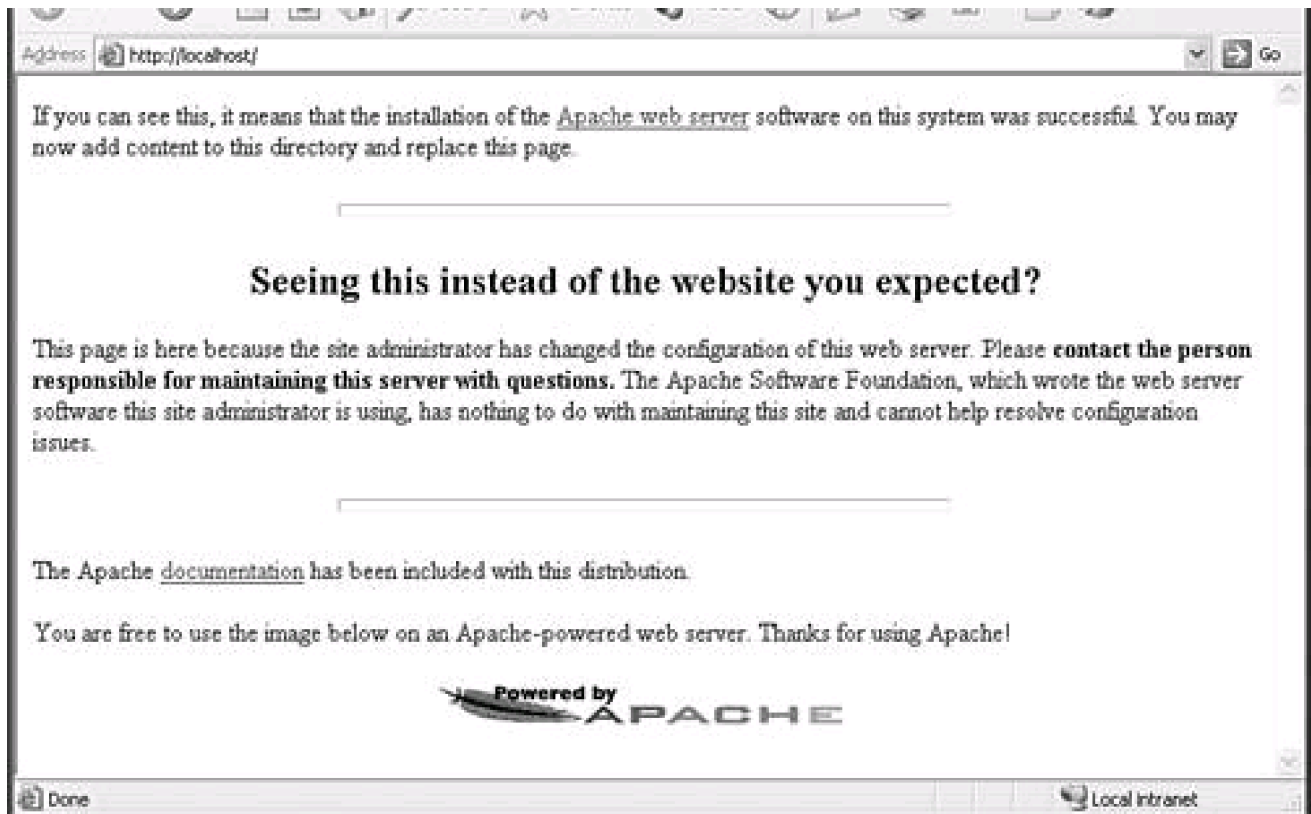 Address http://localhost/ Go
If you can see this, it means that the installation of the Apache web server software on this system was successful. You may
now add content to this directory and replace this page.
Seeing this instead of the website you expected?
This page is here because the site administrator has changed the configuration of this web server. Please contact the person
responsible for maintaining this server with questions. The Apache Software Foundation, which wrote the web server
software this site administrator is using, has nothing to do with maintaining this site and cannot help resolve configuration
issues.
The Apache documentation has been included with this distribution.
You are free to use the image below on an Apache-powered web server. Thanks for using Apache!
Powered by
APACHE
Done Local intranet